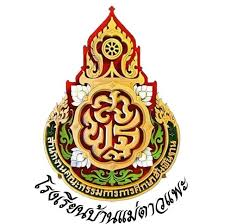 สำนักงานคณะกรรมการการศึกษาขั้นพื้นฐาน
โรงเรียนบ้านแม่ตาวแพะ